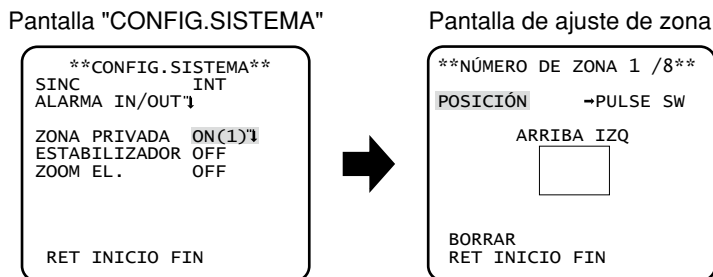 Pantalla "CONFIG.SISTEMA"
**CONFIG.SISTEMA**
SINC INT
ALARMA IN/OUT
ZONA PRIVADA ON(1)
ESTABILIZADOR OFF
ZOOM EL. OFF
RET INICIO FIN
Pantalla de ajuste de zona
**NÚMERO DE ZONA 1 /8**
POSICIÓN →PULSE SW
ARRIBA IZQ
BORRAR
RET INICIO FIN